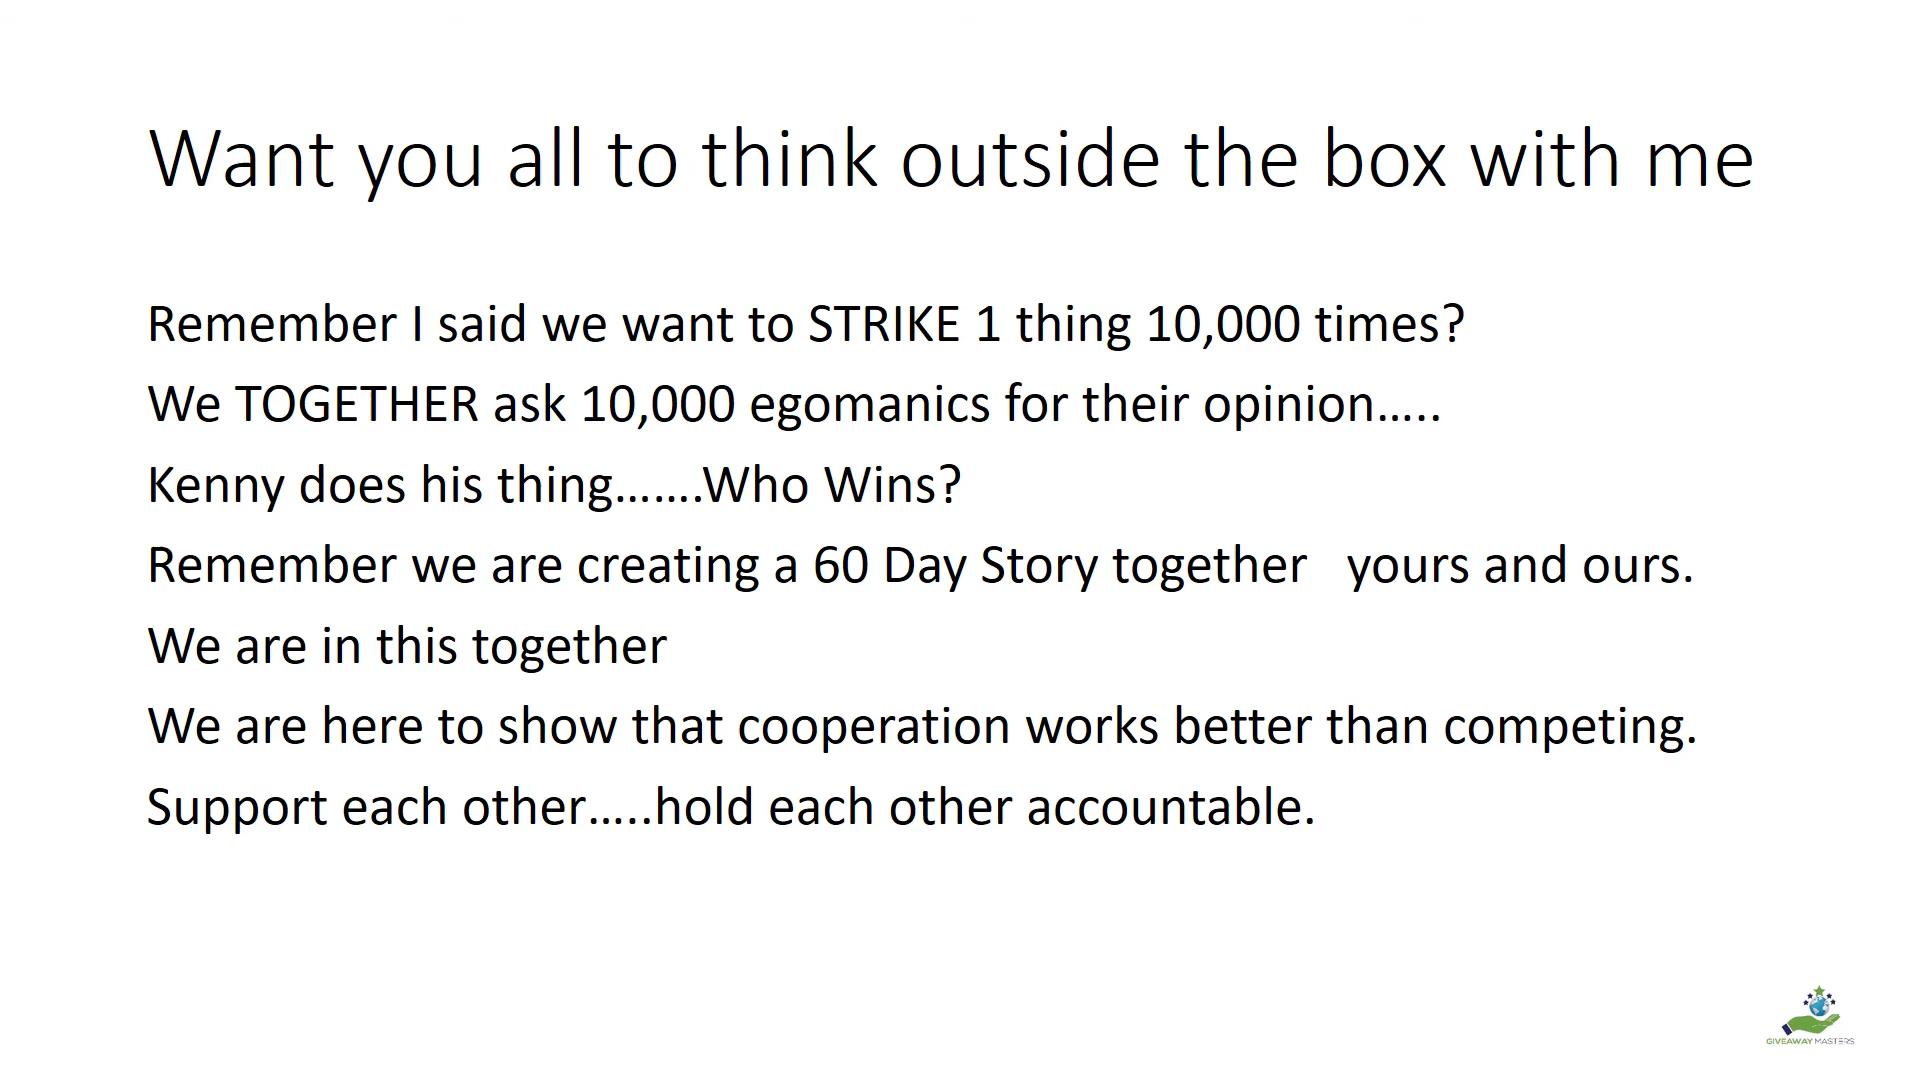 Want you all to think outside the box with me
Remember I said we want to STRIKE 1 thing 10,000 times?
We TOGETHER ask 10,000 egomanics for their opinion…..
Kenny does his thing…….Who Wins?
Remember we are creating a 60 Day Story together   yours and ours.
We are in this together
We are here to show that cooperation works better than competing.
Support each other…..hold each other accountable.
GIVEAWAY MASTERS